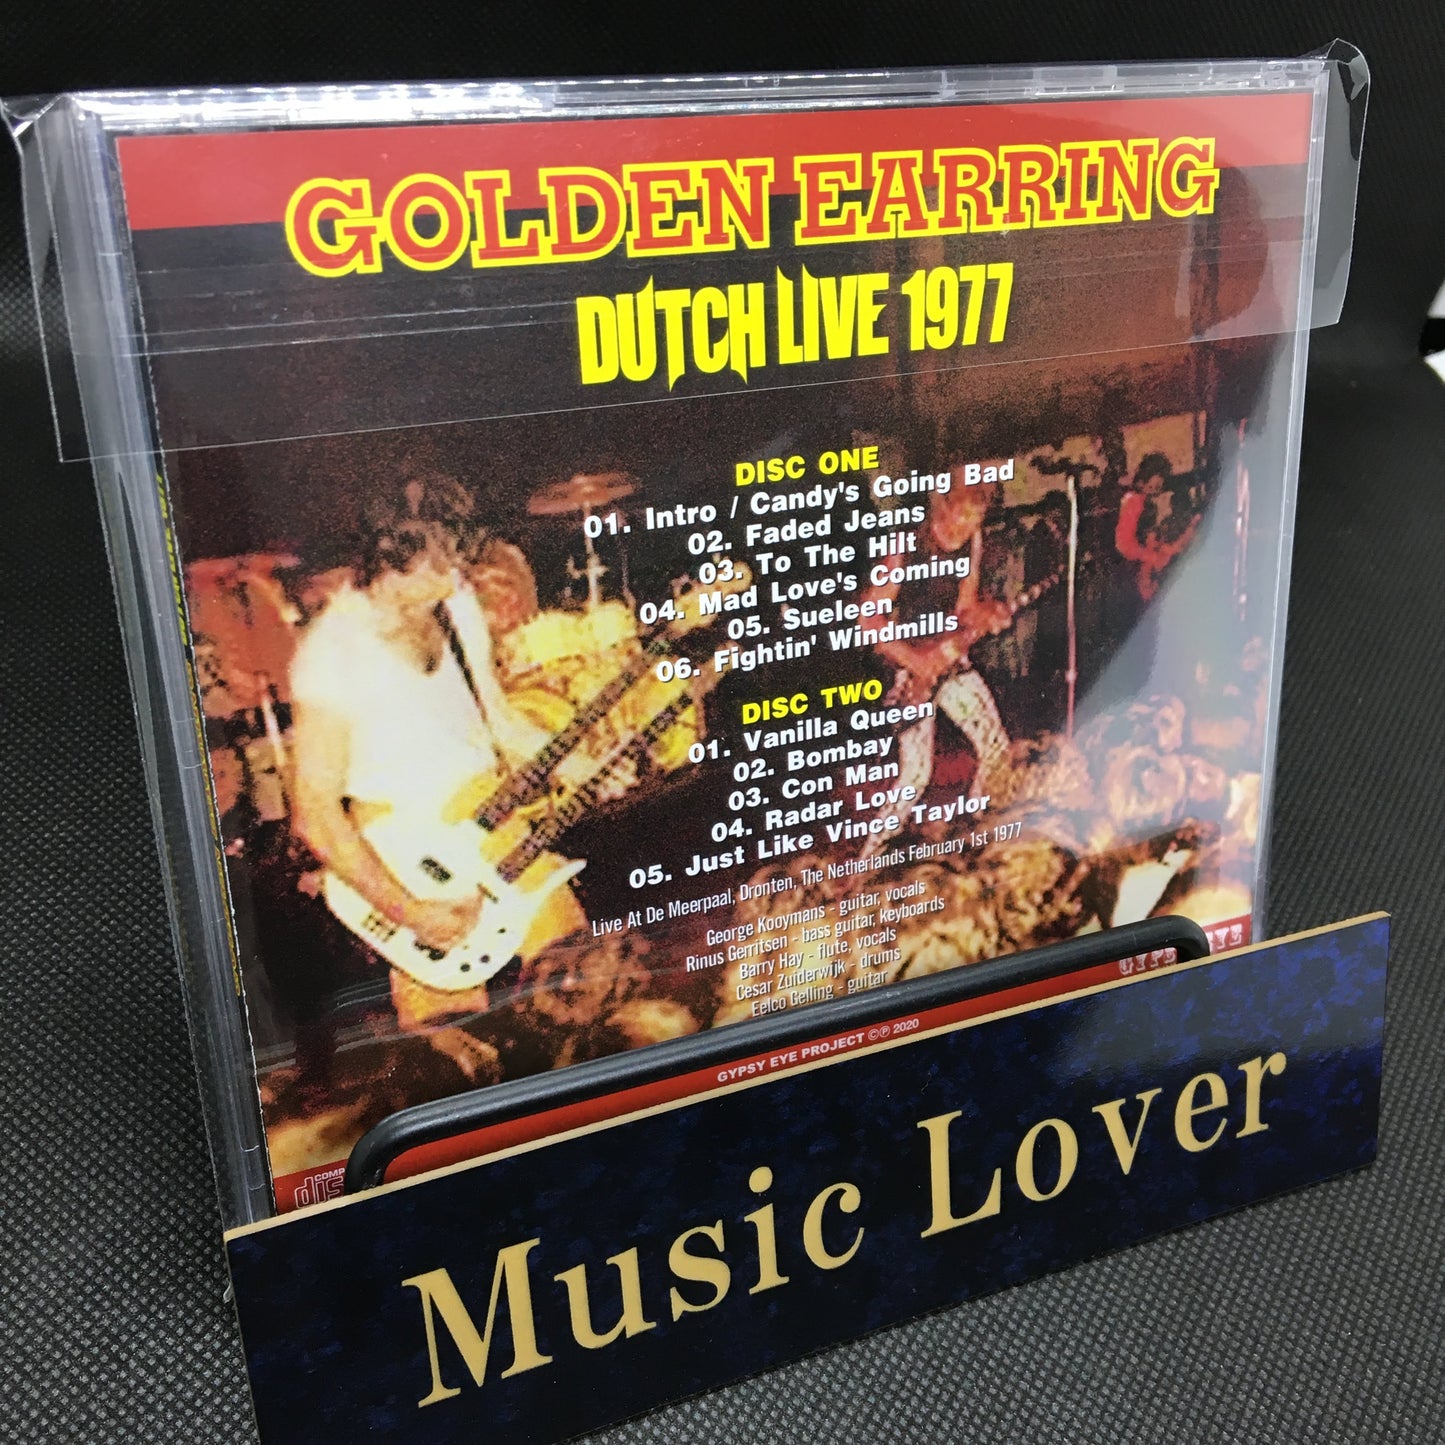 GOLDEN EARRING
DUTCH LIVE 1977
DISC ONE
01. Intro / Candy's Going Bad
02. Faded Jeans
03. To The Hilt
04. Mad Love's Coming
05. Sueleen
06. Fightin' Windmills
DISC TWO
01. Vanilla Queen
02. Bombay
03. Con Man
04. Radar Love
05. Just Like Vince Taylor
Live At De Meerpaal, Dronten, The Netherlands February 1st 1977
George Kooymans - guitar, vocals
Rinus Gerritsen - bass guitar, keyboards
Barry Hay - flute, vocals
Cesar Zuiderwijk - drums
Eelco Gelling - guitar
GYPSY EYE PROJECT ©℗ 2020
Music Lover